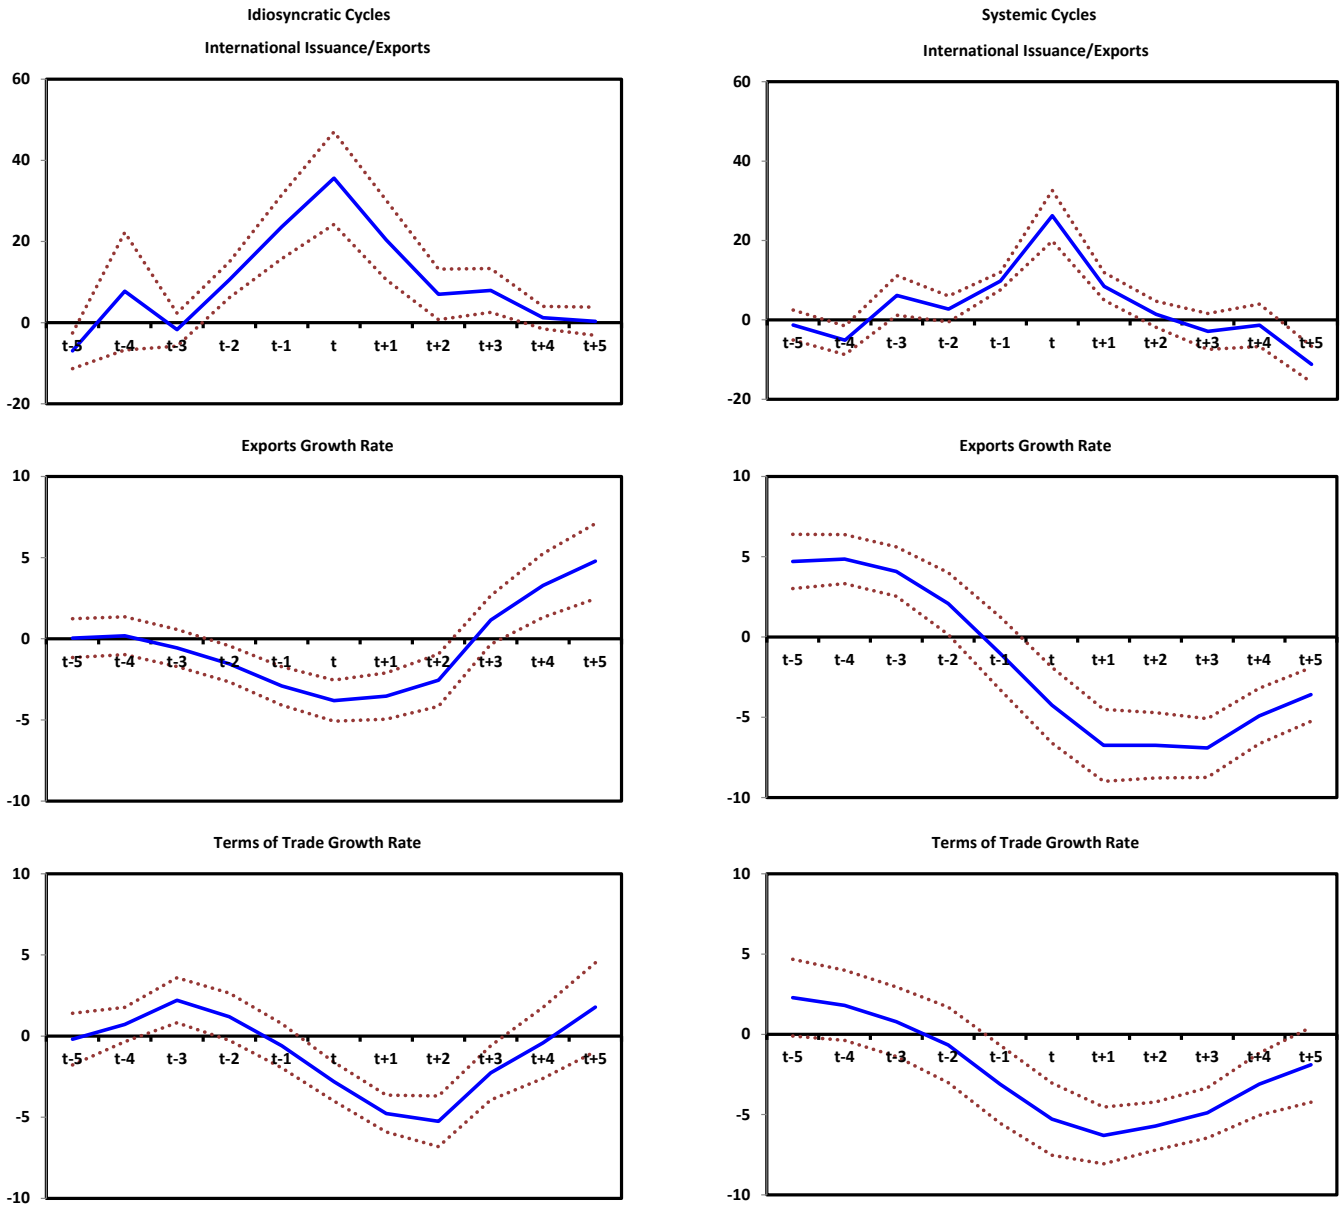 Idiosyncratic Cycles
Systemic Cycles
International Issuance/Exports
60
40
20
0
-20
t-5 t-4 t-3 t-2 t-1 t t+1 t+2 t+3 t+4 t+5
International Issuance/Exports
60
40
20
0
-20
t-5 t-4 t-3 t-2 t-1 t t+1 t+2 t+3 t+4 t+5
Exports Growth Rate
10
5
0
-5
-10
t-5 t-4 t-3 t-2 t-1 t t+1 t+2 t+3 t+4 t+5
Exports Growth Rate
10
5
0
-5
-10
t-5 t-4 t-3 t-2 t-1 t t+1 t+2 t+3 t+4 t+5
Terms of Trade Growth Rate
10
5
0
-5
-10
t-5 t-4 t-3 t-2 t-1 t t+1 t+2 t+3 t+4 t+5
Terms of Trade Growth Rate
10
5
0
-5
-10
t-5 t-4 t-3 t-2 t-1 t t+1 t+2 t+3 t+4 t+5